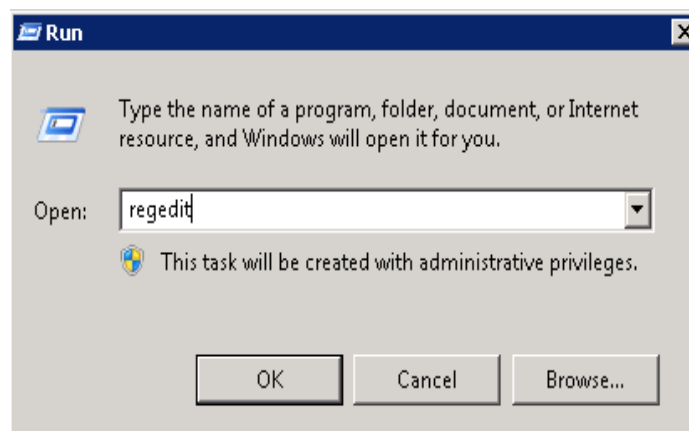 Run
Type the name of a program, folder, document, or Internet
resource, and Windows will open it for you.
Open: regedit
This task will be created with administrative privileges.
OK Cancel Browse...